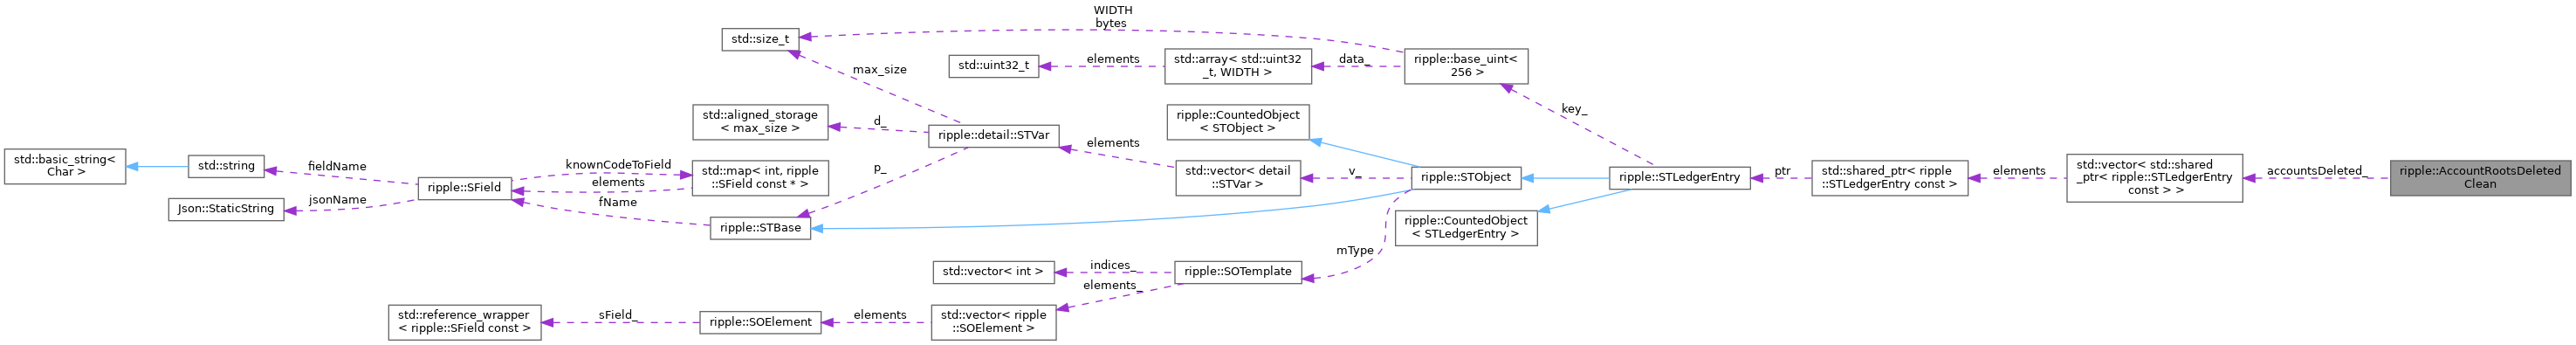 WIDTH
bytes
std::size_t
max_size
std::uint32_t
elements
std::array< std::uint32
_t, WIDTH >
data_
ripple::base_uint<
256 >
key_
std::aligned_storage
< max_size >
d_
ripple::detail::STVar
elements
ripple::CountedObject
< STObject >
std::basic_string<
Char >
std::string
fieldName
knownCodeToField
elements
fName
std::map< int, ripple
::SField const * >
p_
std::vector< detail
::STVar >
v_
ripple::STObject
ripple::STLedgerEntry
ptr
std::shared_ptr< ripple
::STLedgerEntry const >
elements
std::vector< std::shared
_ptr< ripple::STLedgerEntry
const > >
accountsDeleted_
ripple::AccountRootsDeleted
Clean
ripple::SField
Json::StaticString
jsonName
ripple::STBase
ripple::CountedObject
< STLedgerEntry >
mType
std::vector< int >
indices_
ripple::SOTemplate
elements_
std::reference_wrapper
< ripple::SField const >
sField_
ripple::SOElement
elements
std::vector< ripple
::SOElement >